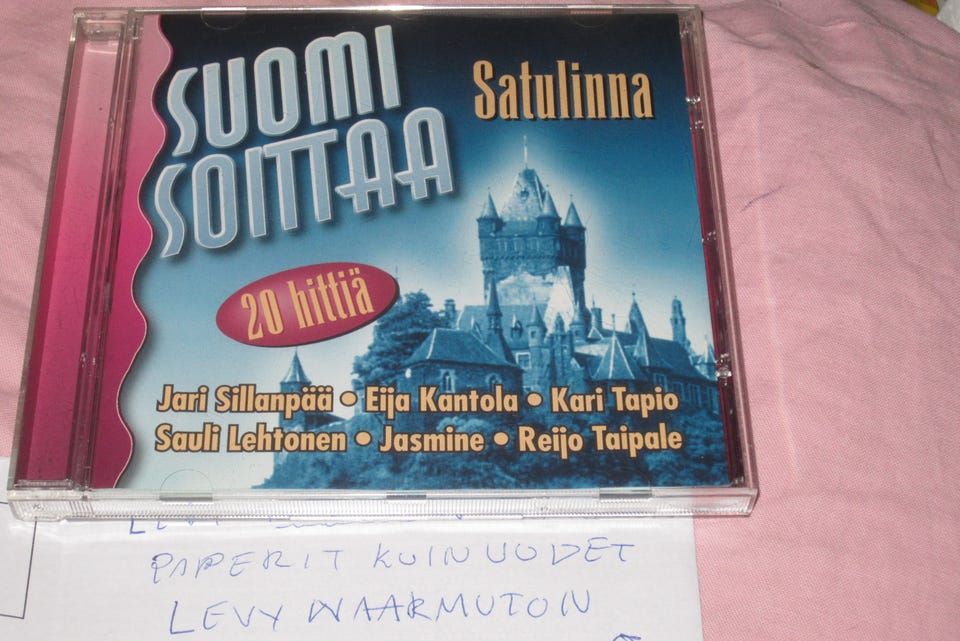 SUOMI
SOITTAA
Satulinna
20 hittiä
Jari Sillanpää • Eija Kantola • Kari Tapio
Sauli Lehtonen • Jasmine • Reijo Taipale
LEVY
PAPERIT KUIN UUDET
LEVY NAARMUTON